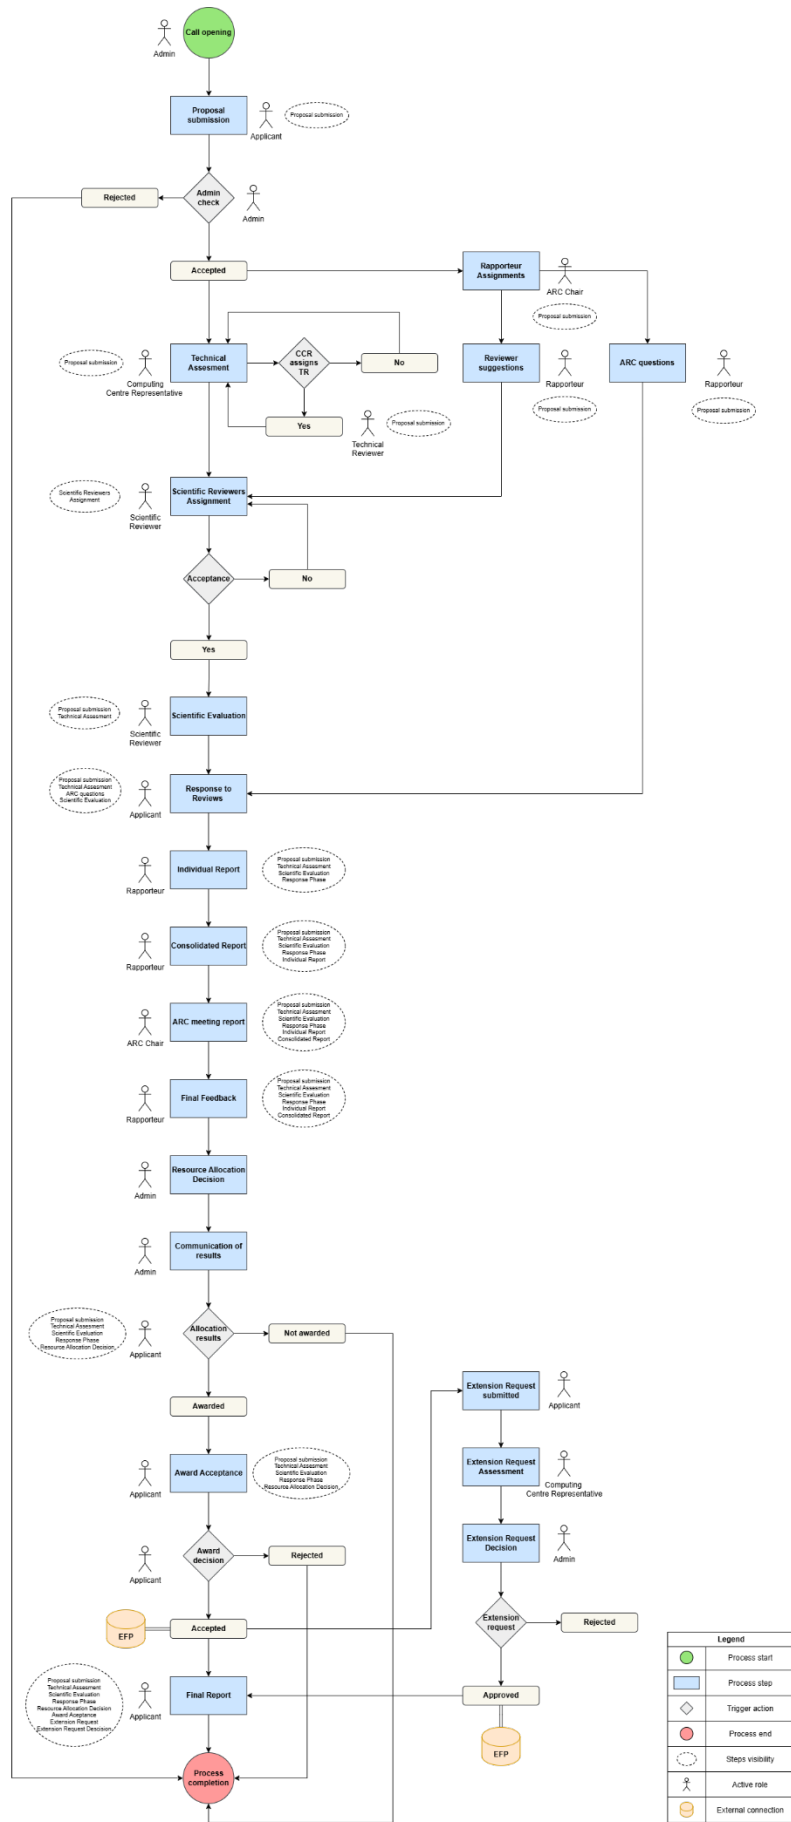 Call opening
Admin
Proposal
submission
Applicant
Proposal submission
Rejected
Admin
check
Admin
Accepted
Rapporteur
Assignments
ARC Chair
Proposal submission
Proposal submission
Computing
Centre Representative
Technical
Assesment
CCR
assigns
TR
No
Yes
Technical
Reviewer
Proposal submission
Reviewer
suggestions
Rapporteur
Proposal submission
ARC questions
Rapporteur
Proposal submission
Scientific Reviewers
Assignment
Scientific
Reviewer
Scientific Reviewers
Assignment
Acceptance
No
Yes
Proposal submission
Technical Assesment
Scientific
Reviewer
Scientific Evaluation
Proposal submission
Technical Assesment
ARC questions
Scientific Evaluation
Applicant
Response to
Reviews
Rapporteur
Individual Report
Proposal submission
Technical Assesment
Scientific Evaluation
Response Phase
Rapporteur
Consolidated Report
Proposal submission
Technical Assesment
Scientific Evaluation
Response Phase
Individual Report
ARC Chair
ARC meeting report
Proposal submission
Technical Assesment
Scientific Evaluation
Response Phase
Individual Report
Consolidated Report
Rapporteur
Final Feedback
Proposal submission
Technical Assesment
Scientific Evaluation
Response Phase
Individual Report
Consolidated Report
Admin
Resource Allocation
Decision
Admin
Communication of
results
Proposal submission
Technical Assesment
Scientific Evaluation
Response Phase
Resource Allocation Decision
Applicant
Allocation
results
Not awarded
Awarded
Applicant
Award Acceptance
Proposal submission
Technical Assesment
Scientific Evaluation
Response Phase
Resource Allocation Decision
Applicant
Award
decision
Rejected
EFP
Accepted
Extension Request
submitted
Applicant
Extension Request
Assessment
Computing
Centre Representative
Extension Request
Decision
Admin
Extension
request
Rejected
Approved
EFP
Proposal submission
Technical Assesment
Scientific Evaluation
Response Phase
Resource Allocation Decision
Award Aceptance
Extension Request
Extension Request Descision
Applicant
Final Report
Process
completion
Legend
Process start
Process step
Trigger action
Process end
Steps visibility
Active role
External connection